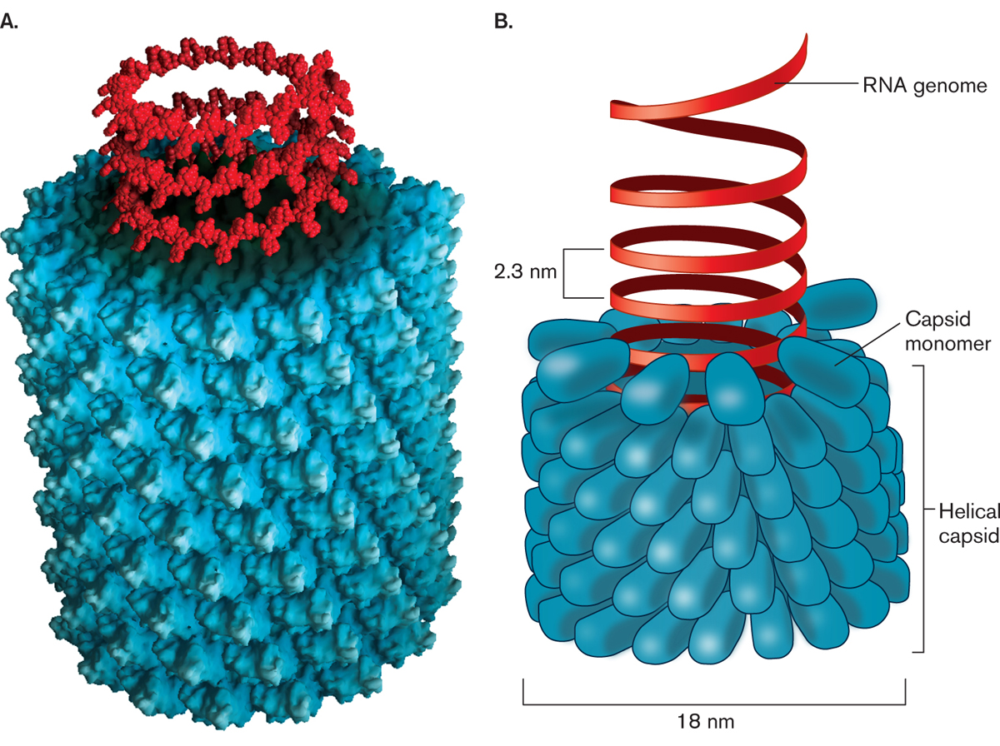 A.
B.
RNA genome
2.3 nm
Capsid
monomer
Helical
capsid
18 nm